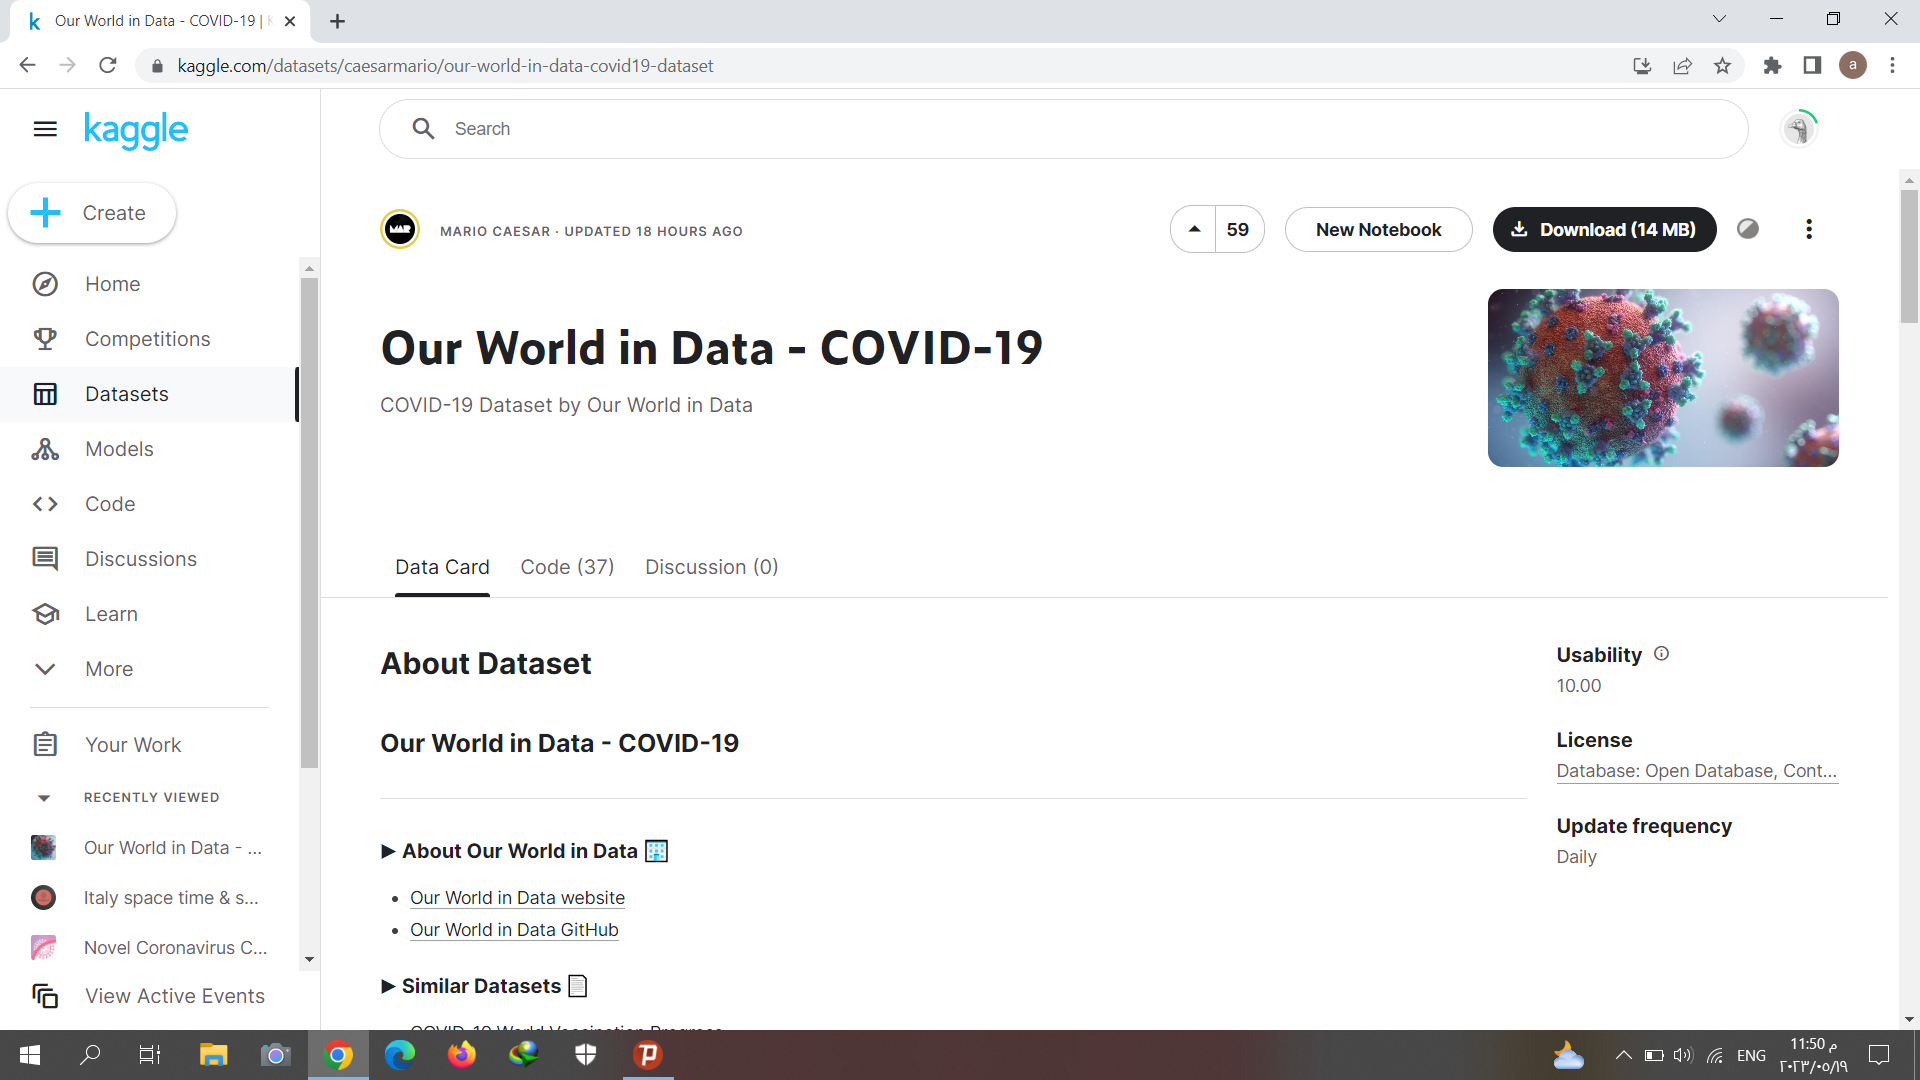 Our World in Data - COVID-19 |
kaggle.com/datasets/caesarmario/our-world-in-data-covid19-dataset
a
kaggle
Search
Create
Home
Competitions
Datasets
Models
Code
Discussions
Learn
More
Your Work
RECENTLY VIEWED
Our World in Data - ...
Italy space time & s...
Novel Coronavirus C...
View Active Events
MAR
MARIO CAESAR · UPDATED 18 HOURS AGO
59
New Notebook
Download (14 MB)
Our World in Data - COVID-19
COVID-19 Dataset by Our World in Data
Data Card
Code (37)
Discussion (0)
About Dataset
Our World in Data - COVID-19
▶ About Our World in Data
• Our World in Data website
• Our World in Data GitHub
▶ Similar Datasets
COVID-19 World Vaccination Progress
Usability
10.00
License
Database: Open Database, Cont...
Update frequency
Daily
ENG
11:50 م
٢٠٢٣/٠٥/١٩